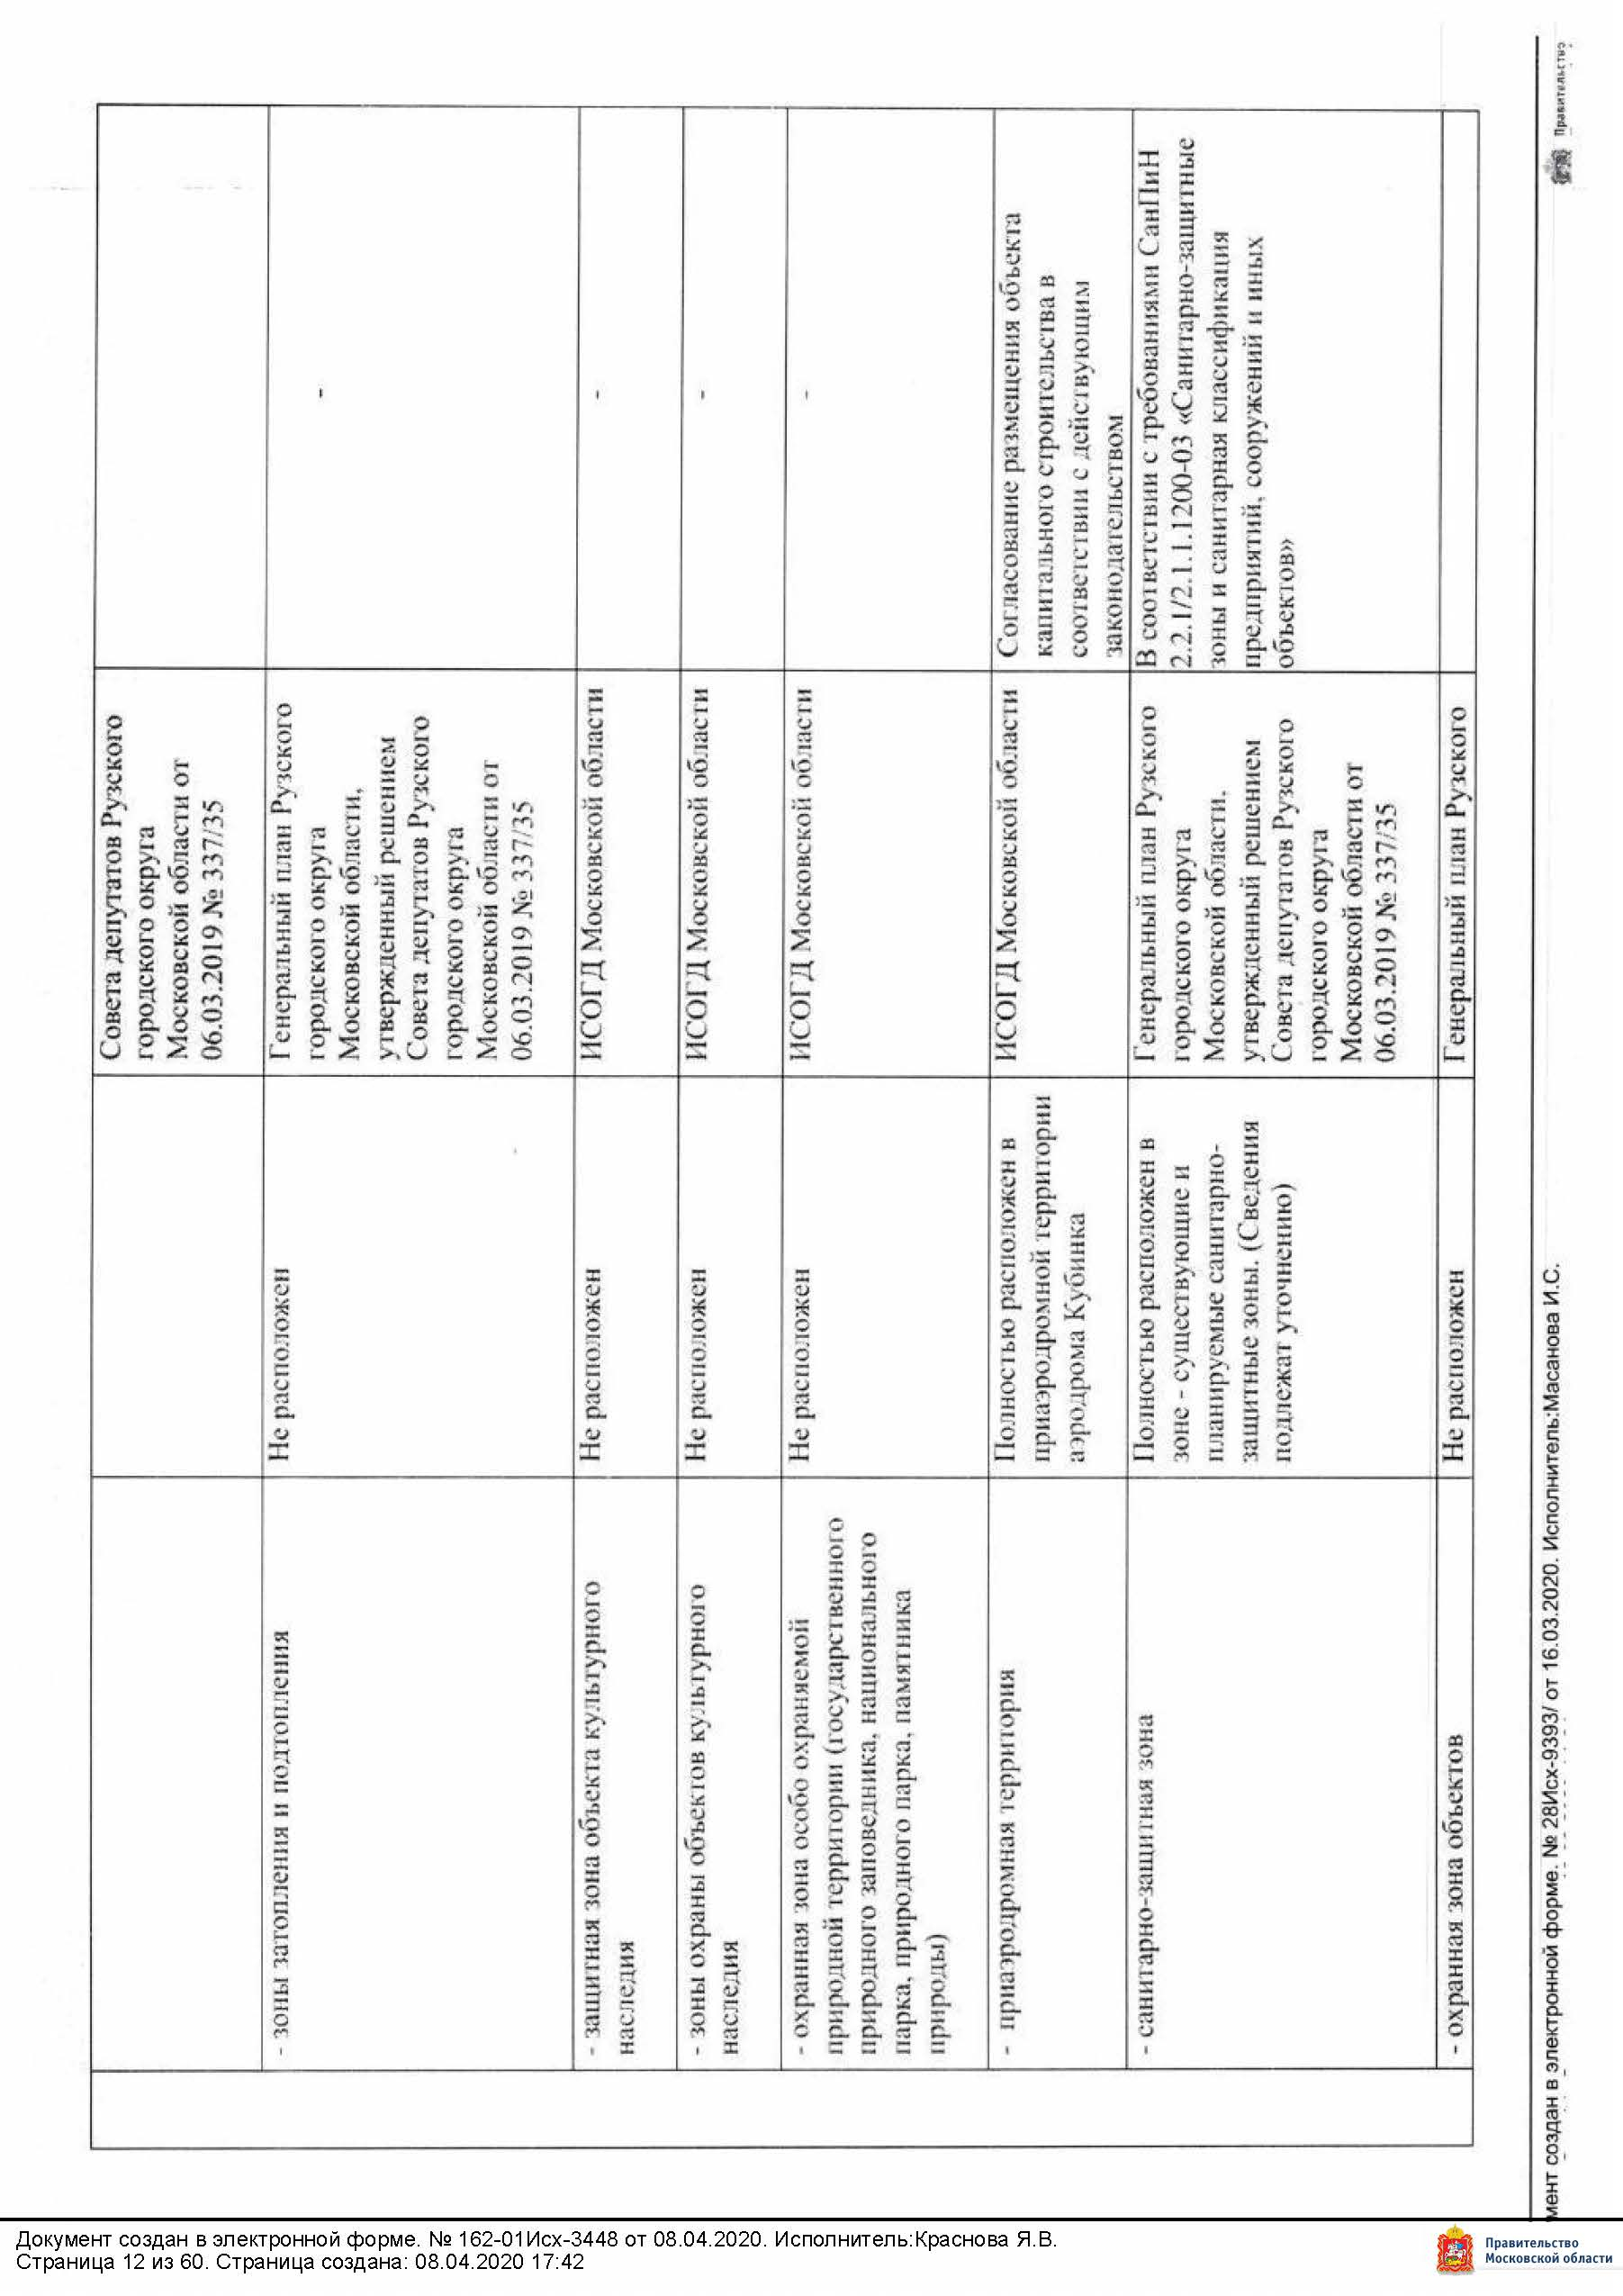 Совета депутатов Рузского
городского округа
Московской области от
06.03.2019 № 337/35
- зоны затопления и подтопления
Не расположен
Генеральный план Рузского
городского округа
Московской области,
утвержденный решением
Совета депутатов Рузского
городского округа
Московской области от
06.03.2019 № 337/35
-
- защитная зона объекта культурного
наследия
Не расположен
ИСОГД Московской области
-
- зоны охраны объектов культурного
наследия
Не расположен
ИСОГД Московской области
-
- охранная зона особо охраняемой
природной территории (государственного
природного заповедника, национального
парка, природного парка, памятника
природы)
Не расположен
ИСОГД Московской области
-
- приаэродромная территория
Полностью расположен в
приаэродромной территории
аэродрома Кубинка
ИСОГД Московской области
Согласование размещения объекта
капитального строительства в
соответствии с действующим
законодательством
- санитарно-защитная зона
Полностью расположен в
зоне - существующие и
планируемые санитарно-
защитные зоны. (Сведения
подлежат уточнению)
Генеральный план Рузского
городского округа
Московской области,
утвержденный решением
Совета депутатов Рузского
городского округа
Московской области от
06.03.2019 № 337/35
В соответствии с требованиями СанПиН
2.2.1/2.1.1.1200-03 «Санитарно-защитные
зоны и санитарная классификация
предприятий, сооружений и иных
объектов»
- охранная зона объектов
Не расположен
Генеральный план Рузского
мент создан в электронной форме. № 28Исх-9393/ от 16.03.2020. Исполнитель:Масанова И.С.
Правительство
Документ создан в электронной форме. № 162-01Исх-3448 от 08.04.2020. Исполнитель:Краснова Я.В.
Страница 12 из 60. Страница создана: 08.04.2020 17:42
Правительство
Московской области